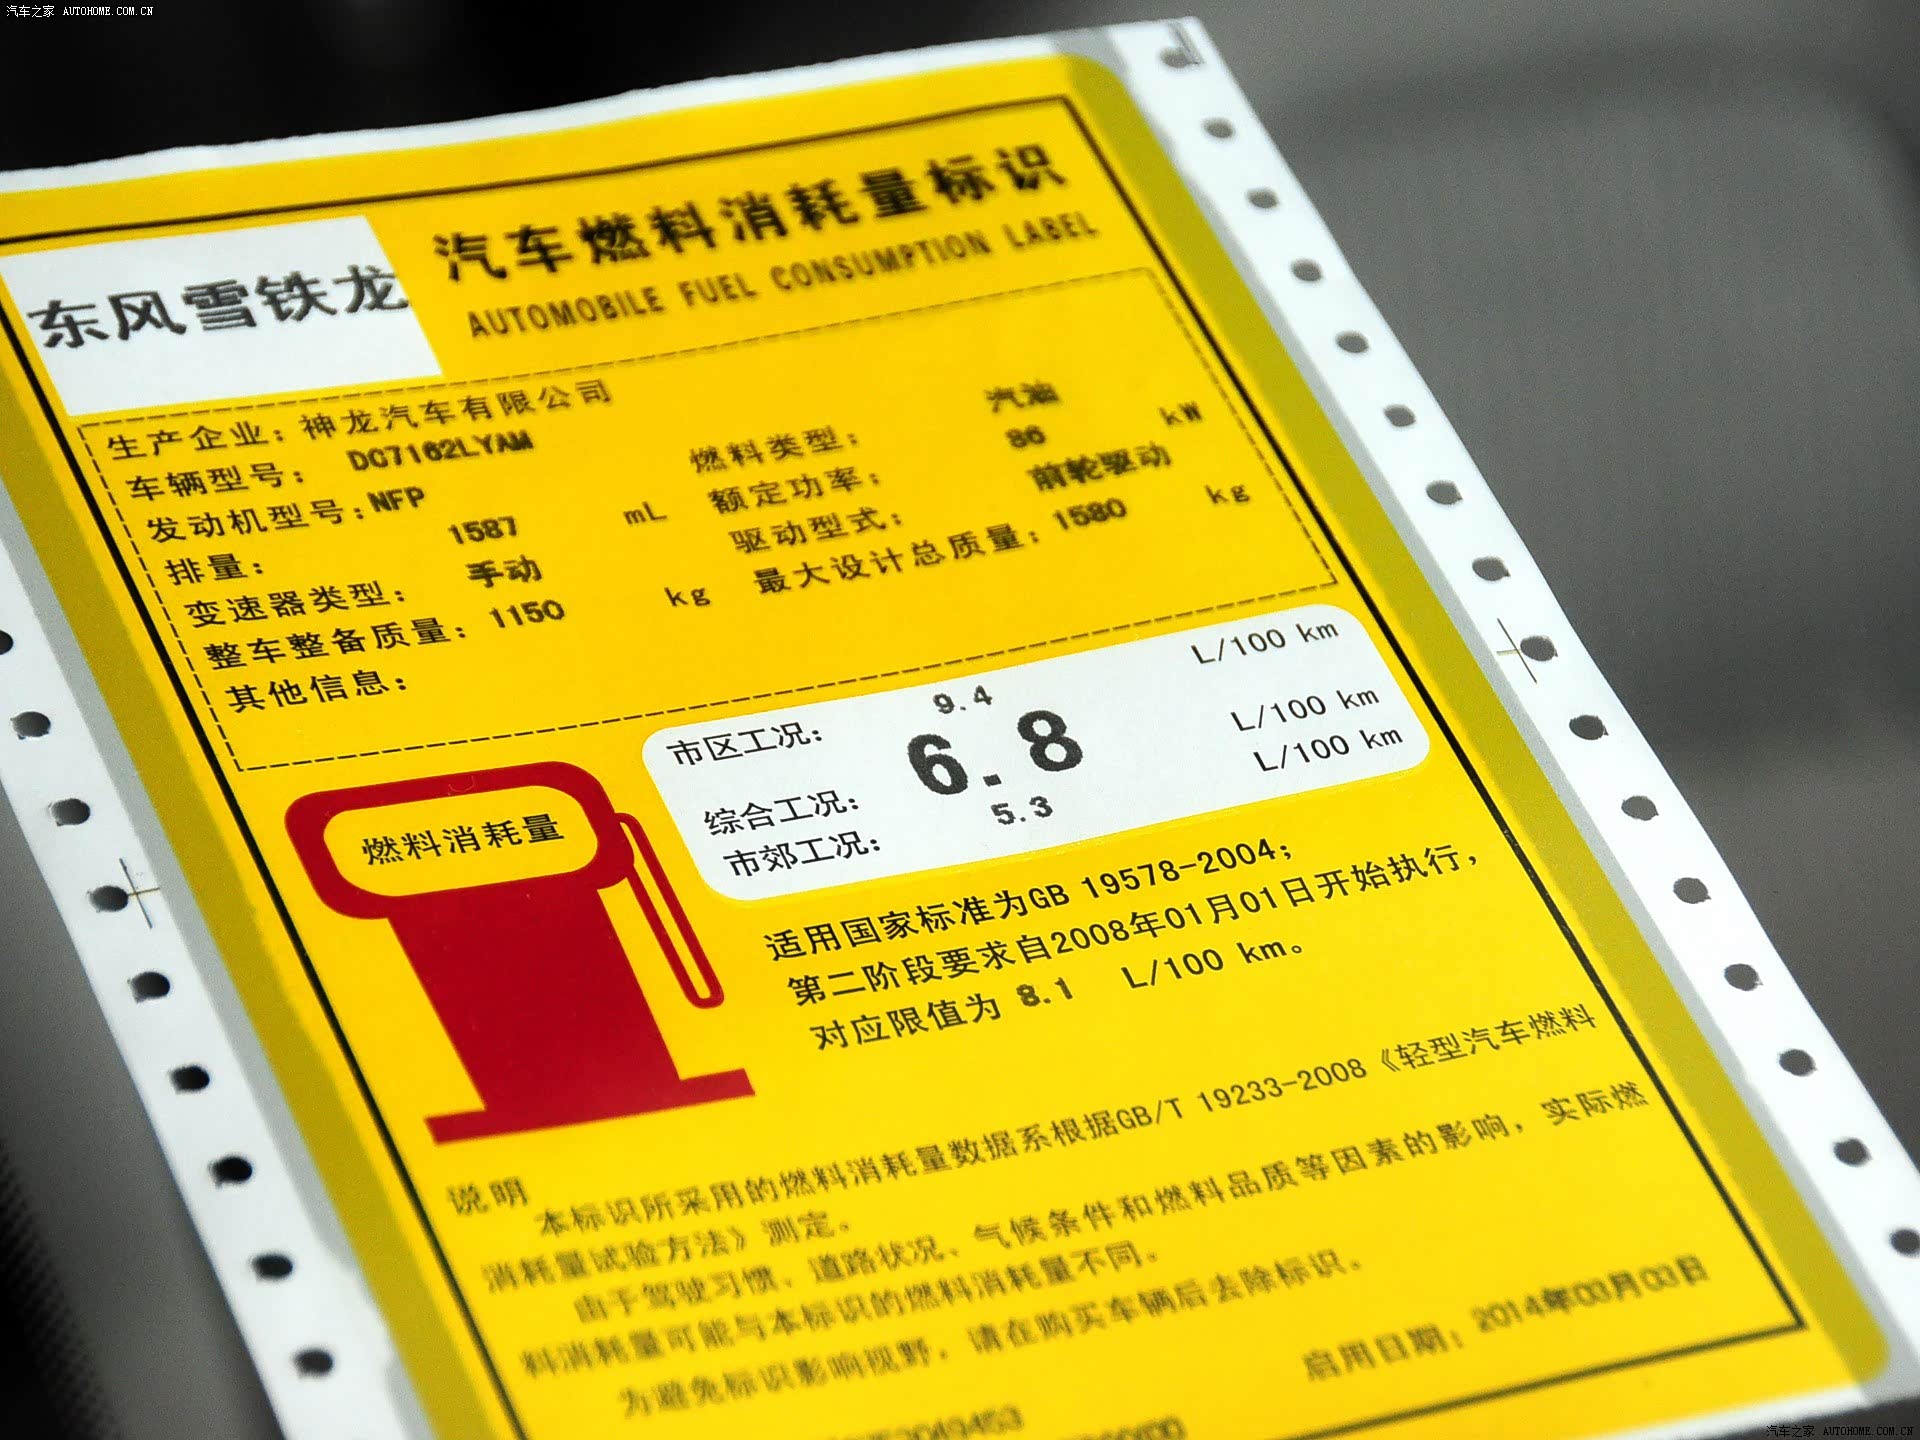 汽车之家 AUTOHOME.COM.CN
汽车燃料消耗量标识
东风雪铁龙
AUTOMOBILE FUEL CONSUMPTION LABEL
生产企业：神龙汽车有限公司
车辆型号： DC7162LYAM 燃料类型： 汽油
发动机型号：NFP 额定功率： 86 kW
排量： 1587 mL 驱动型式： 前轮驱动
变速器类型： 手动 最大设计总质量：1580 kg
整车整备质量：1150 kg
其他信息：
市区工况： 9.4 L/100 km
综合工况： 6.8 L/100 km
市郊工况： 5.3 L/100 km
燃料消耗量
适用国家标准为GB 19578-2004；
第二阶段要求自2008年01月01日开始执行，
对应限值为 8.1 L/100 km。
说明
本标识所采用的燃料消耗量数据系根据GB/T 19233-2008《轻型汽车燃料
消耗量试验方法》测定。
由于驾驶习惯、道路状况、气候条件和燃料品质等因素的影响，实际燃
料消耗量可能与本标识的燃料消耗量不同。
为避免标识影响视野，请在购买车辆后去除标识。
启用日期：2014年03月03日
汽车之家 AUTOHOME.COM.CN